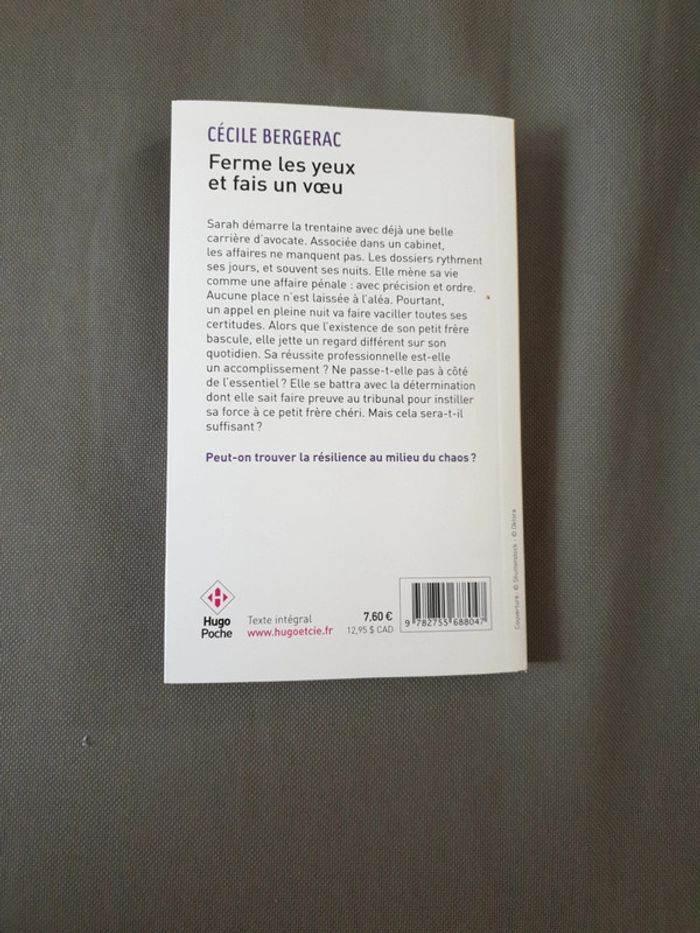 CÉCILE BERGERAC
Ferme les yeux
et fais un vœu
Sarah démarre la trentaine avec déjà une belle
carrière d'avocate. Associée dans un cabinet,
les affaires ne manquent pas. Les dossiers rythment
ses jours, et souvent ses nuits. Elle mène sa vie
comme une affaire pénale : avec précision et ordre.
Aucune place n'est laissée à l'aléa. Pourtant,
un appel en pleine nuit va faire vaciller toutes ses
certitudes. Alors que l'existence de son petit frère
bascule, elle jette un regard différent sur son
quotidien. Sa réussite professionnelle est-elle
un accomplissement ? Ne passe-t-elle pas à côté
de l'essentiel ? Elle se battra avec la détermination
dont elle sait faire preuve au tribunal pour instiller
sa force à ce petit frère chéri. Mais cela sera-t-il
suffisant ?
Peut-on trouver la résilience au milieu du chaos ?
H
Hugo
Poche
Texte intégral
www.hugoetcie.fr
7.60 €
12,95 $ CAD
9 782755 688047
Couverture : © Shutterstock - © Oktora